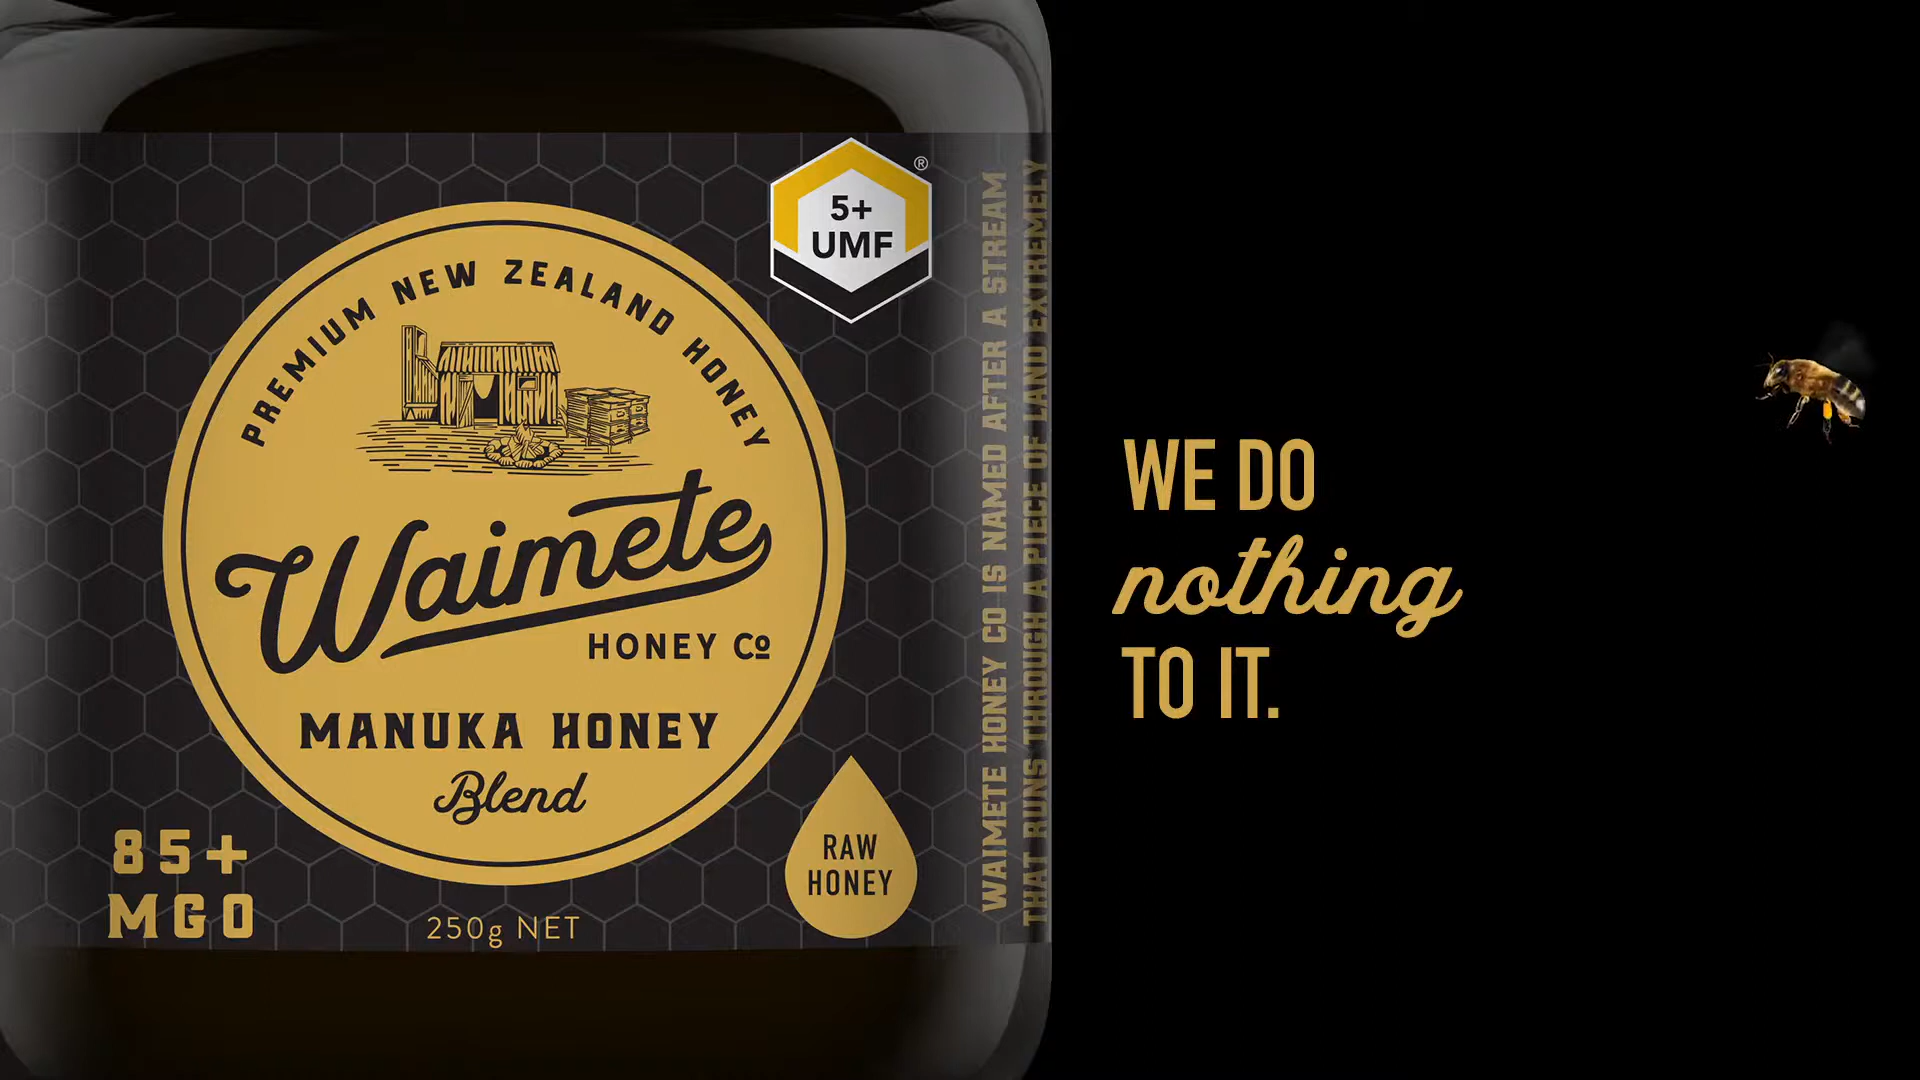 5+
UMF
®
PREMIUM NEW ZEALAND HONEY
Waimete
HONEY Co
MANUKA HONEY
Blend
85+
MGO
250g NET
RAW
HONEY
WAIMETE HONEY CO IS NAMED AFTER A STREAM
THAT RUNS THROUGH A PIECE OF LAND EXTREMELY
WE DO
nothing
TO IT.